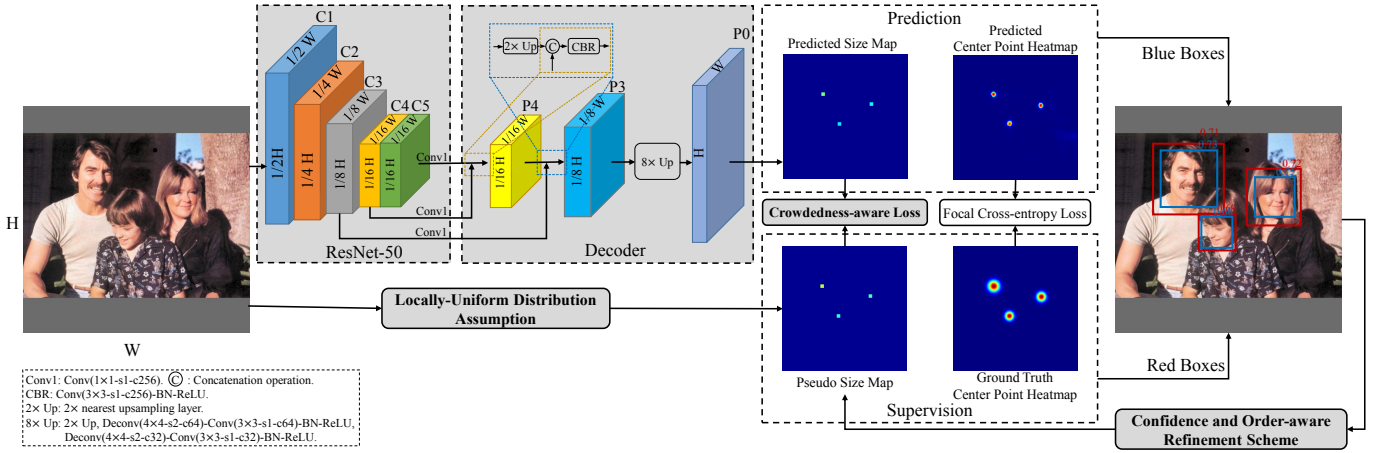 C1
C2
C3
C4 C5
1/2 W
1/4 W
1/8 W
1/16 W
1/16 W
1/2H
1/4 H
1/8 H
1/16 H
1/16 H
ResNet-50
H
W
Conv1
Conv1
Conv1
2× Up
C
CBR
P4
P3
P0
1/16 W
1/8 W
W
1/16 H
1/8 H
H
8× Up
Decoder
Prediction
Predicted Size Map
Predicted
Center Point Heatmap
Crowdedness-aware Loss
Focal Cross-entropy Loss
Pseudo Size Map
Ground Truth
Center Point Heatmap
Supervision
Locally-Uniform Distribution
Assumption
Blue Boxes
Red Boxes
Confidence and Order-aware
Refinement Scheme
Conv1: Conv(1×1-s1-c256). C : Concatenation operation.
CBR: Conv(3×3-s1-c256)-BN-ReLU.
2× Up: 2× nearest upsampling layer.
8× Up: 2× Up, Deconv(4×4-s2-c64)-Conv(3×3-s1-c64)-BN-ReLU,
Deconv(4×4-s2-c32)-Conv(3×3-s1-c32)-BN-ReLU.